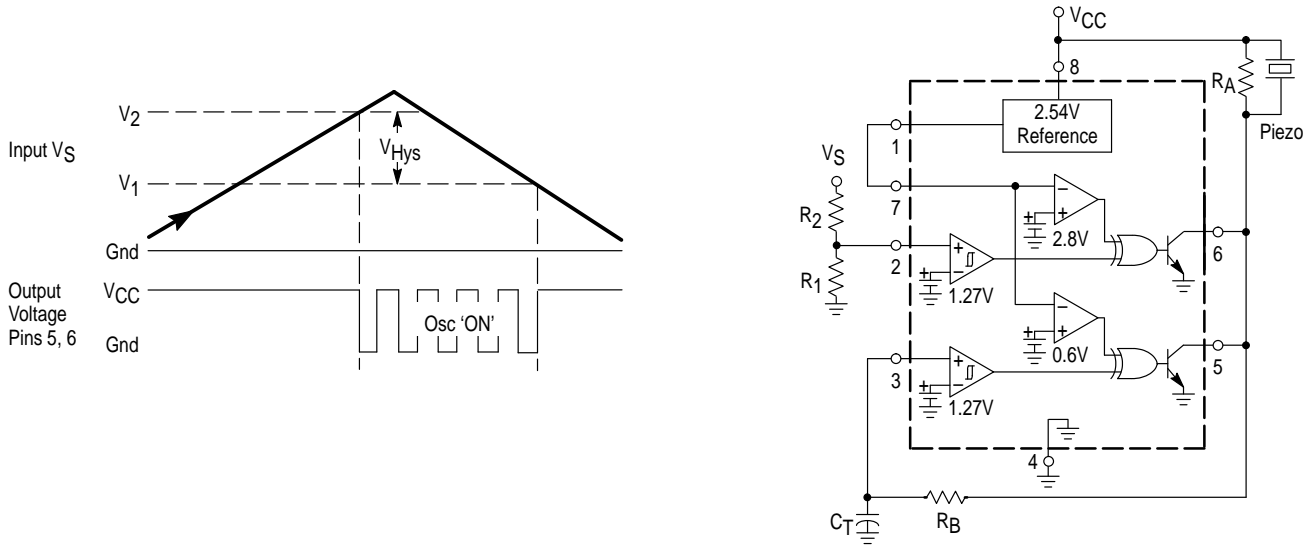 V2
Input VS
VHys
V1
Gnd
Output
Voltage
Pins 5, 6
VCC
Osc ‘ON’
Gnd
VCC
8
2.54V
Reference
RA
Piezo
1
VS
7
R2
2.8V
6
2
R1
1.27V
0.6V
5
3
1.27V
4
CT
RB